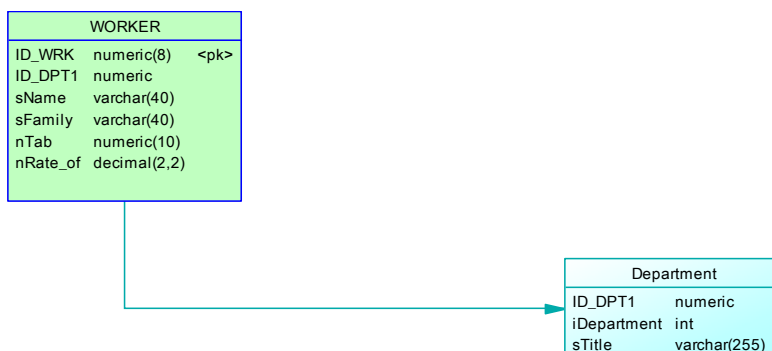 WORKER
ID_WRK numeric(8) <pk>
ID_DPT1 numeric
sName varchar(40)
sFamily varchar(40)
nTab numeric(10)
nRate_of decimal(2,2)
Department
ID_DPT1 numeric
iDepartment int
sTitle varchar(255)